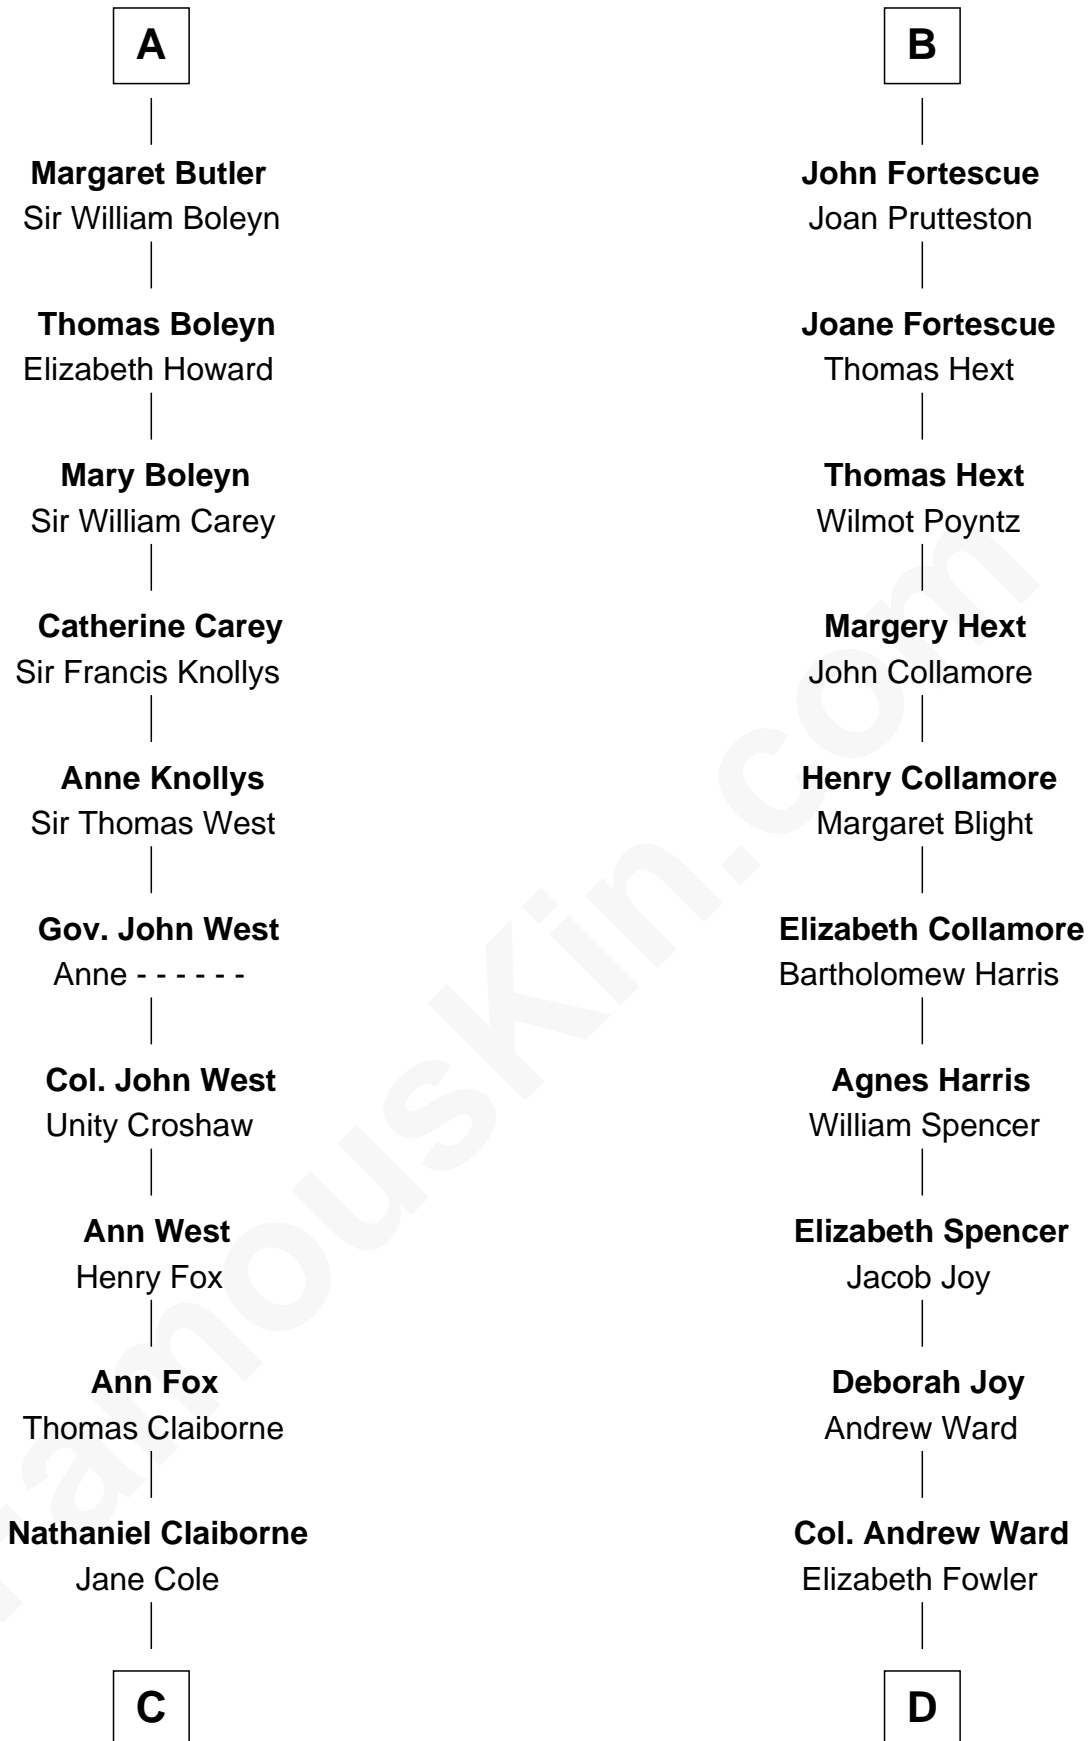 A
Margaret Butler
Sir William Boleyn
Thomas Boleyn
Elizabeth Howard
Mary Boleyn
Sir William Carey
Catherine Carey
Sir Francis Knollys
Anne Knollys
Sir Thomas West
Gov. John West
Anne - - - - - -
Col. John West
Unity Croshaw
Ann West
Henry Fox
Ann Fox
Thomas Claiborne
Nathaniel Claiborne
Jane Cole
C
B
John Fortescue
Joan Prutteston
Joane Fortescue
Thomas Hext
Thomas Hext
Wilmot Poyntz
Margery Hext
John Collamore
Henry Collamore
Margaret Blight
Elizabeth Collamore
Bartholomew Harris
Agnes Harris
William Spencer
Elizabeth Spencer
Jacob Joy
Deborah Joy
Andrew Ward
Col. Andrew Ward
Elizabeth Fowler
D
FamousKin.com